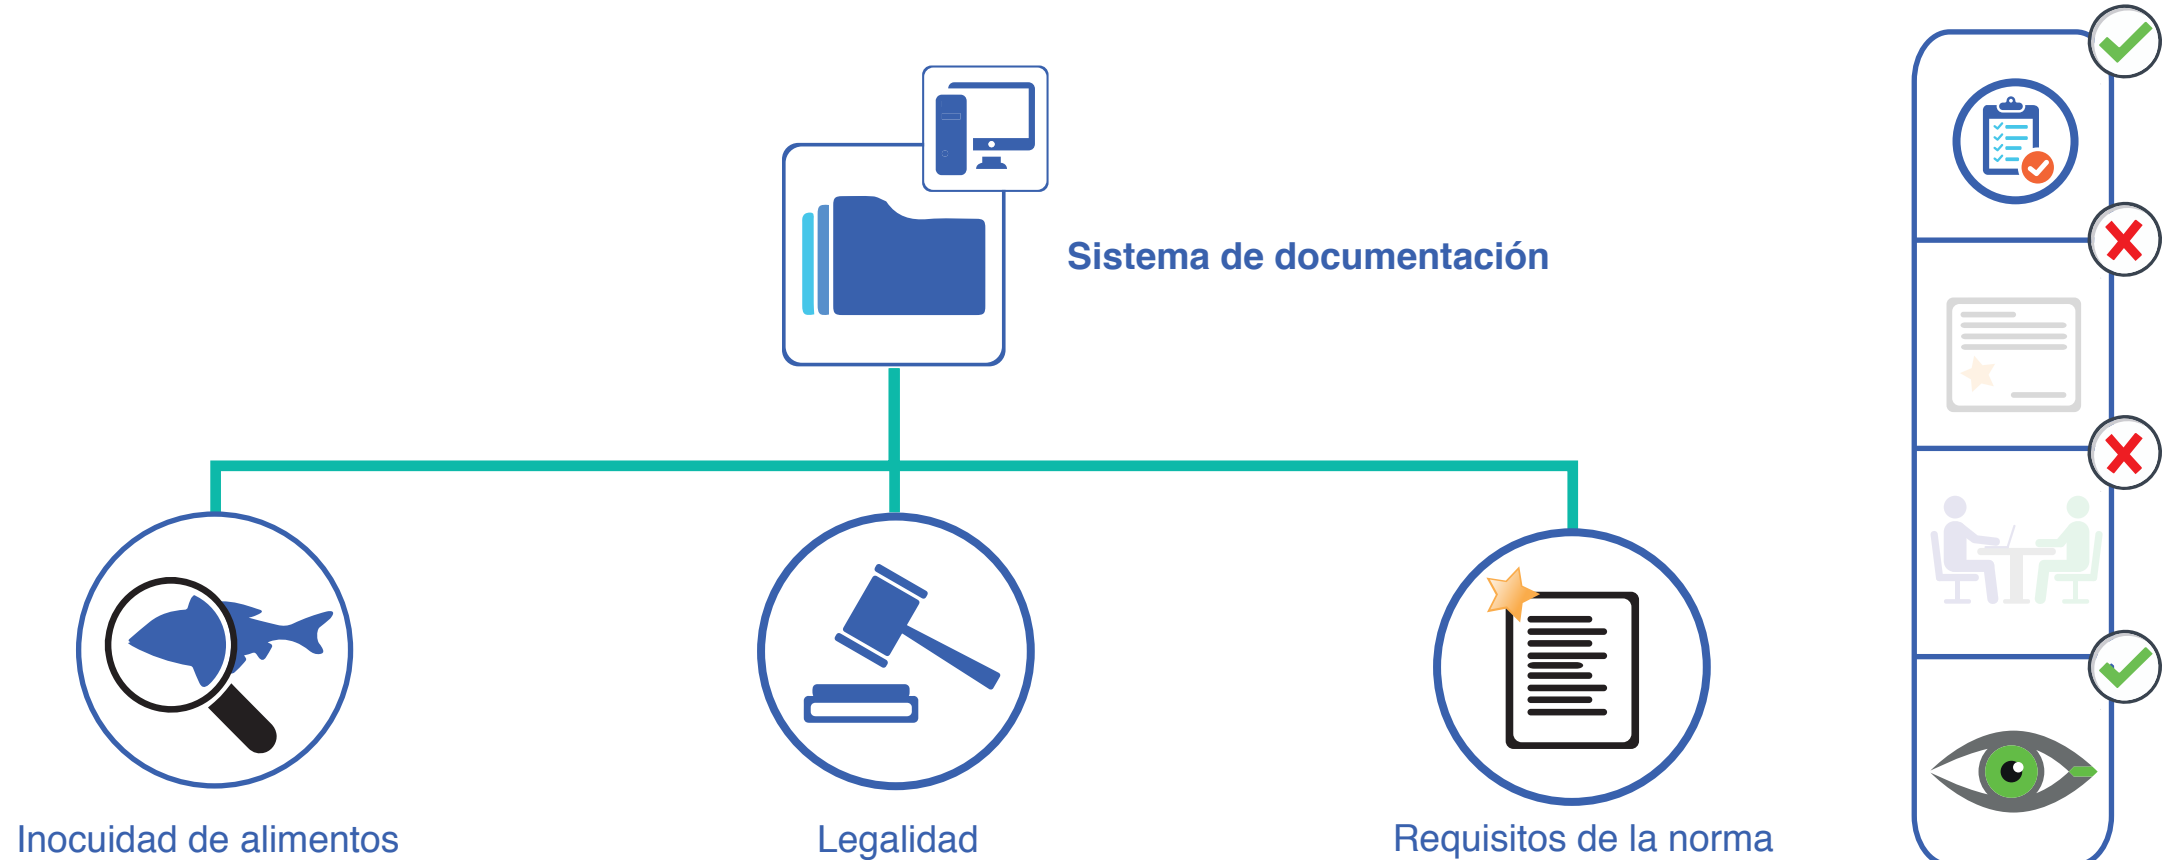 Sistema de documentación
Inocuidad de alimentos
Legalidad
Requisitos de la norma